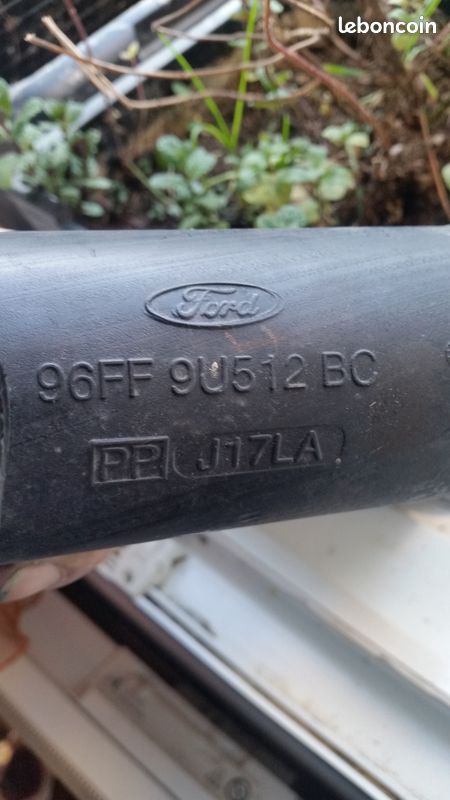 leboncoin
Ford
96FF 9U512 BC
PP J17LA